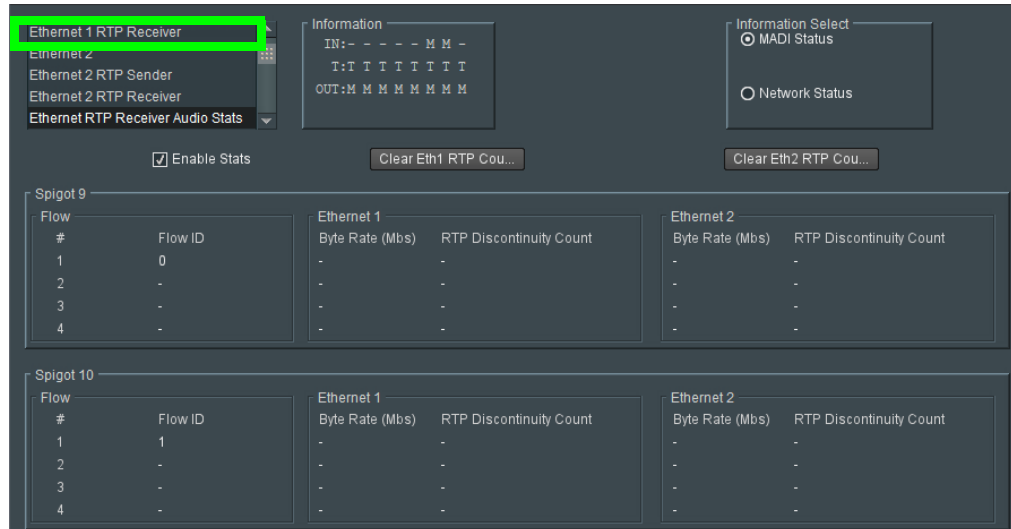 Ethernet 1 RTP Receiver
Ethernet 2
Ethernet 2 RTP Sender
Ethernet 2 RTP Receiver
Ethernet RTP Receiver Audio Stats
Information
IN:- - - - - M M -
T:T T T T T T T T
OUT:M M M M M M M M
Information Select
MADI Status
Network Status
Enable Stats
Clear Eth1 RTP Cou...
Clear Eth2 RTP Cou...
Spigot 9
Flow Ethernet 1 Ethernet 2
# Flow ID Byte Rate (Mbs) RTP Discontinuity Count Byte Rate (Mbs) RTP Discontinuity Count
1 0 - - - -
2 - - - - -
3 - - - - -
4 - - - - -
Spigot 10
Flow Ethernet 1 Ethernet 2
# Flow ID Byte Rate (Mbs) RTP Discontinuity Count Byte Rate (Mbs) RTP Discontinuity Count
1 1 - - - -
2 - - - - -
3 - - - - -
4 - - - - -